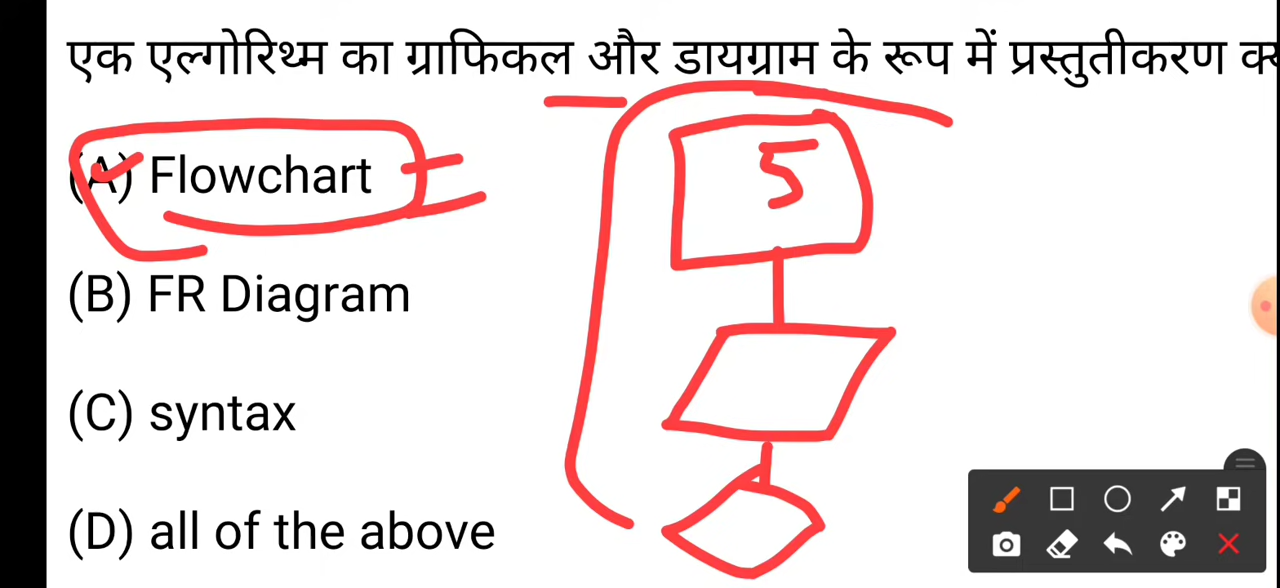 एक एल्गोरिथ्म का ग्राफिकल और डायग्राम के रूप में प्रस्तुतीकरण
(A) Flowchart
5
(B) FR Diagram
(C) syntax
(D) all of the above